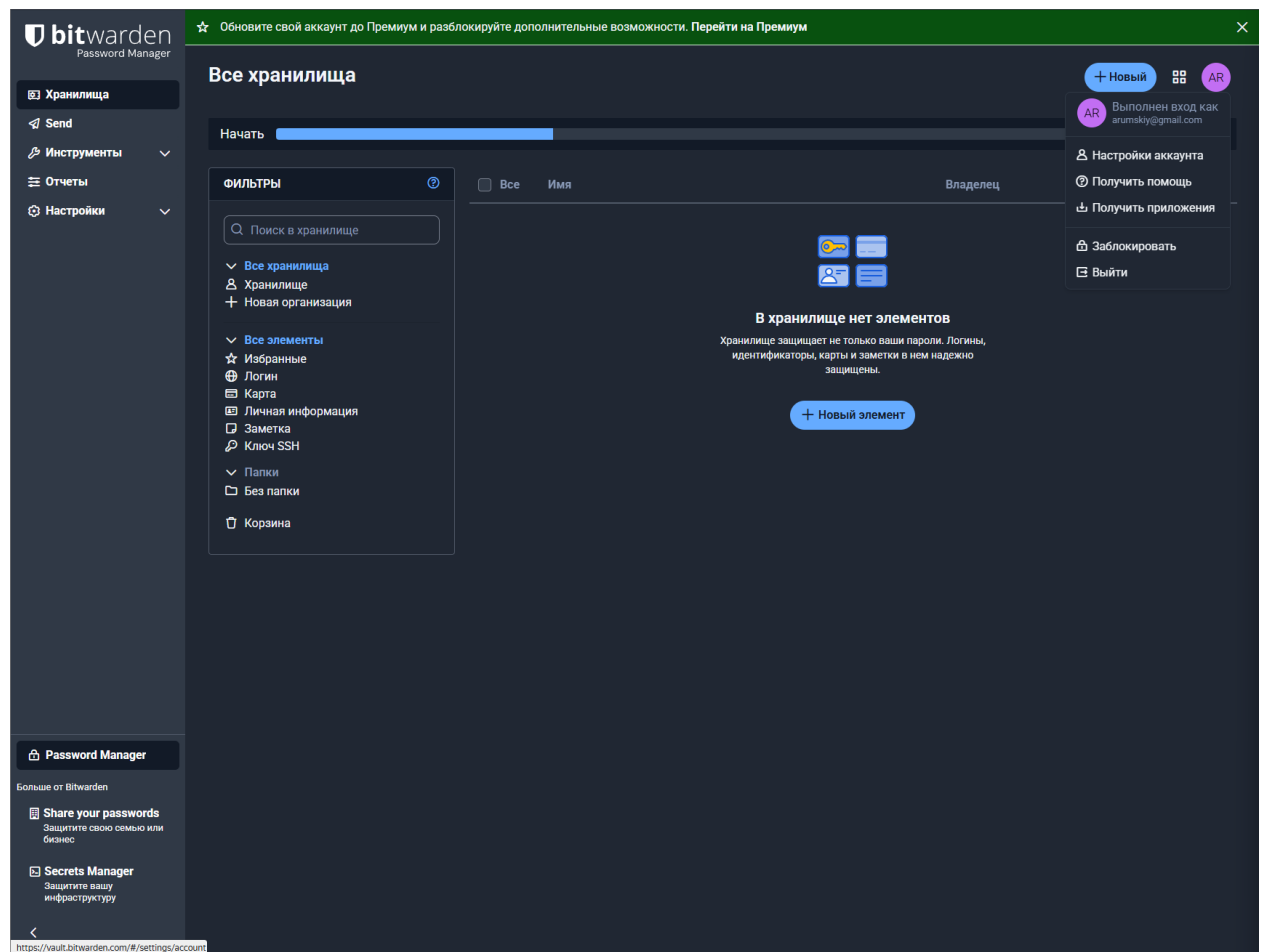 bitwarden
Password Manager
Хранилища
Send
Инструменты
Отчеты
Настройки
Обновите свой аккаунт до Премиум и разблокируйте дополнительные возможности. Перейти на Премиум
Все хранилища
Новый
AR
AR
Выполнен вход как
arumskiy@gmail.com
Настройки аккаунта
Получить помощь
Получить приложения
Заблокировать
Выйти
Начать
ФИЛЬТРЫ
Поиск в хранилище
Все хранилища
Хранилище
Новая организация
Все элементы
Избранные
Логин
Карта
Личная информация
Заметка
Ключ SSH
Папки
Без папки
Корзина
Все Имя Владелец
В хранилище нет элементов
Хранилище защищает не только ваши пароли. Логины,
идентификаторы, карты и заметки в нем надежно
защищены.
Новый элемент
Password Manager
Больше от Bitwarden
Share your passwords
Защитите свою семью или
бизнес
Secrets Manager
Защитите вашу
инфраструктуру
https://vault.bitwarden.com/#/settings/account